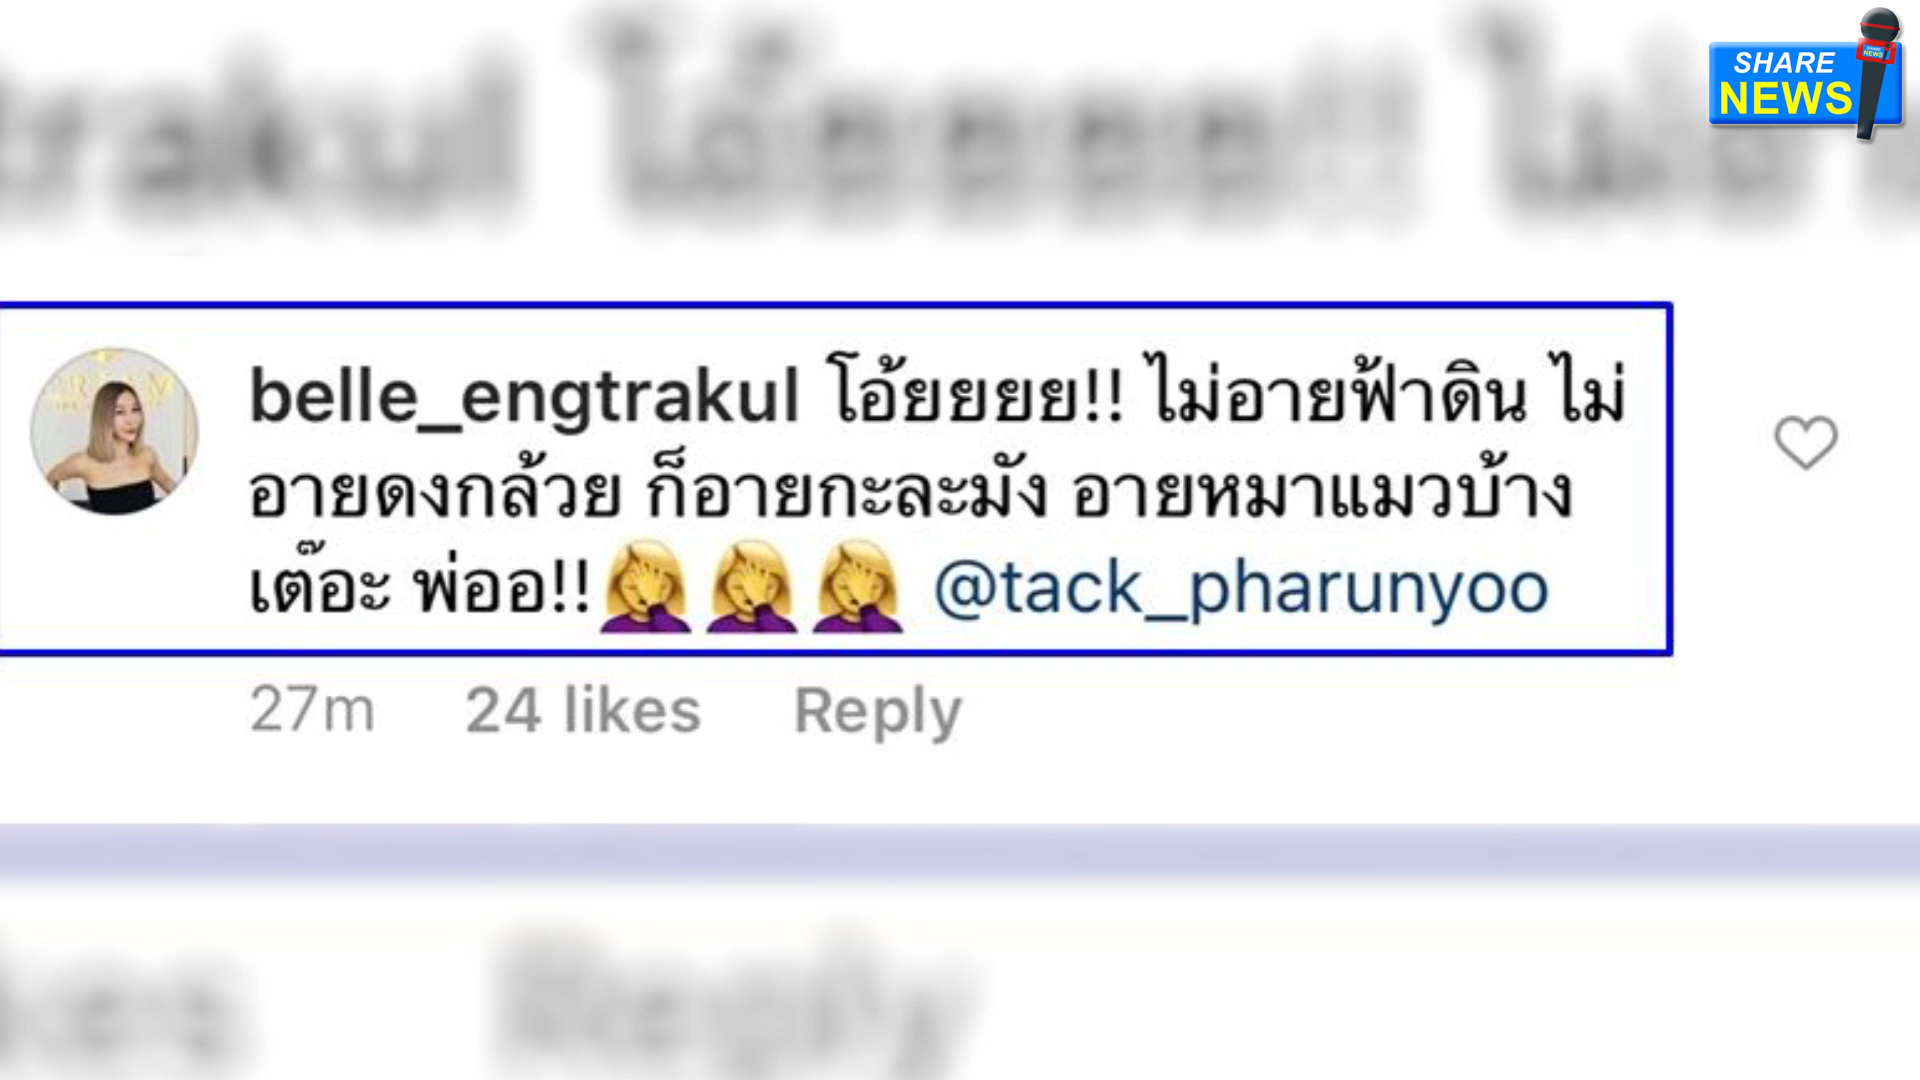 SHARE
NEWS
belle_engtrakul โอ้ยยยย!! ไม่อายฟ้าดิน ไม่
อายดงกล้วย ก็อายกะละมัง อายหมาแมวบ้าง
เต๊อะ พ่ออ!!🤦‍♀️🤦‍♀️🤦‍♀️ @tack_pharunyoo
27m 24 likes Reply